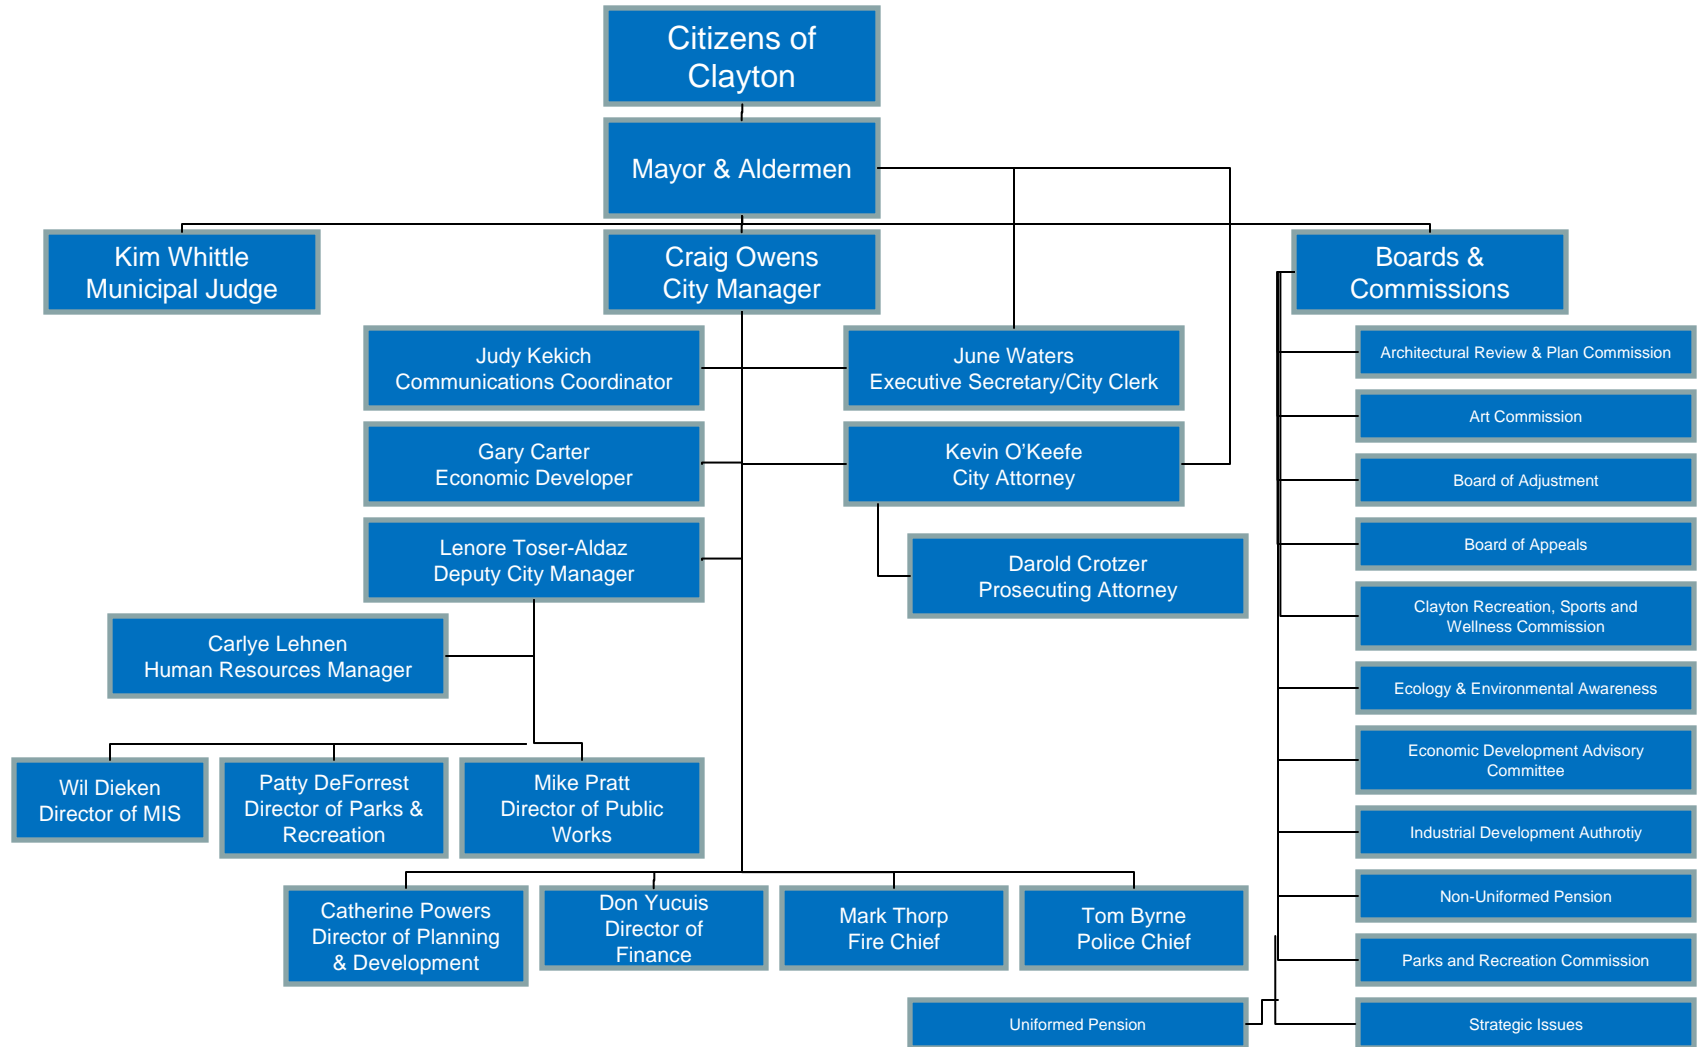 Citizens of
Clayton
Mayor & Aldermen
Kim Whittle
Municipal Judge
Craig Owens
City Manager
Boards &
Commissions
Judy Kekich
Communications Coordinator
June Waters
Executive Secretary/City Clerk
Gary Carter
Economic Developer
Kevin O’Keefe
City Attorney
Lenore Toser-Aldaz
Deputy City Manager
Darold Crotzer
Prosecuting Attorney
Carlye Lehnen
Human Resources Manager
Wil Dieken
Director of MIS
Patty DeForrest
Director of Parks &
Recreation
Mike Pratt
Director of Public
Works
Catherine Powers
Director of Planning
& Development
Don Yucuis
Director of
Finance
Mark Thorp
Fire Chief
Tom Byrne
Police Chief
Architectural Review & Plan Commission
Art Commission
Board of Adjustment
Board of Appeals
Clayton Recreation, Sports and
Wellness Commission
Ecology & Environmental Awareness
Economic Development Advisory
Committee
Industrial Development Authrotiy
Non-Uniformed Pension
Parks and Recreation Commission
Uniformed Pension
Strategic Issues